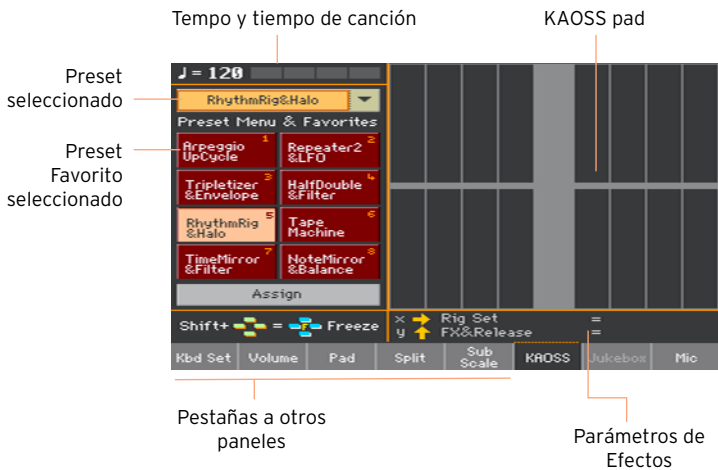 Tempo y tiempo de canción
KAOSS pad
Preset
seleccionado
Preset
Favorito
seleccionado
♩= 120
RhythmRig&Halo
Preset Menu & Favorites
Arpeggio 1
UpCycle
Repeater2 2
&LFO
Tripletizer 3
&Envelope
HalfDouble 4
&Filter
RhythmRig 5
&Halo
Tape 6
Machine
TimeMirror 7
&Filter
NoteMirror 8
&Balance
Assign
Shift+ = F Freeze
x Rig Set =
y FX&Release =
Kbd Set Volume Pad Split Sub Scale KAOSS Jukebox Mic
Pestañas a otros
paneles
Parámetros de
Efectos